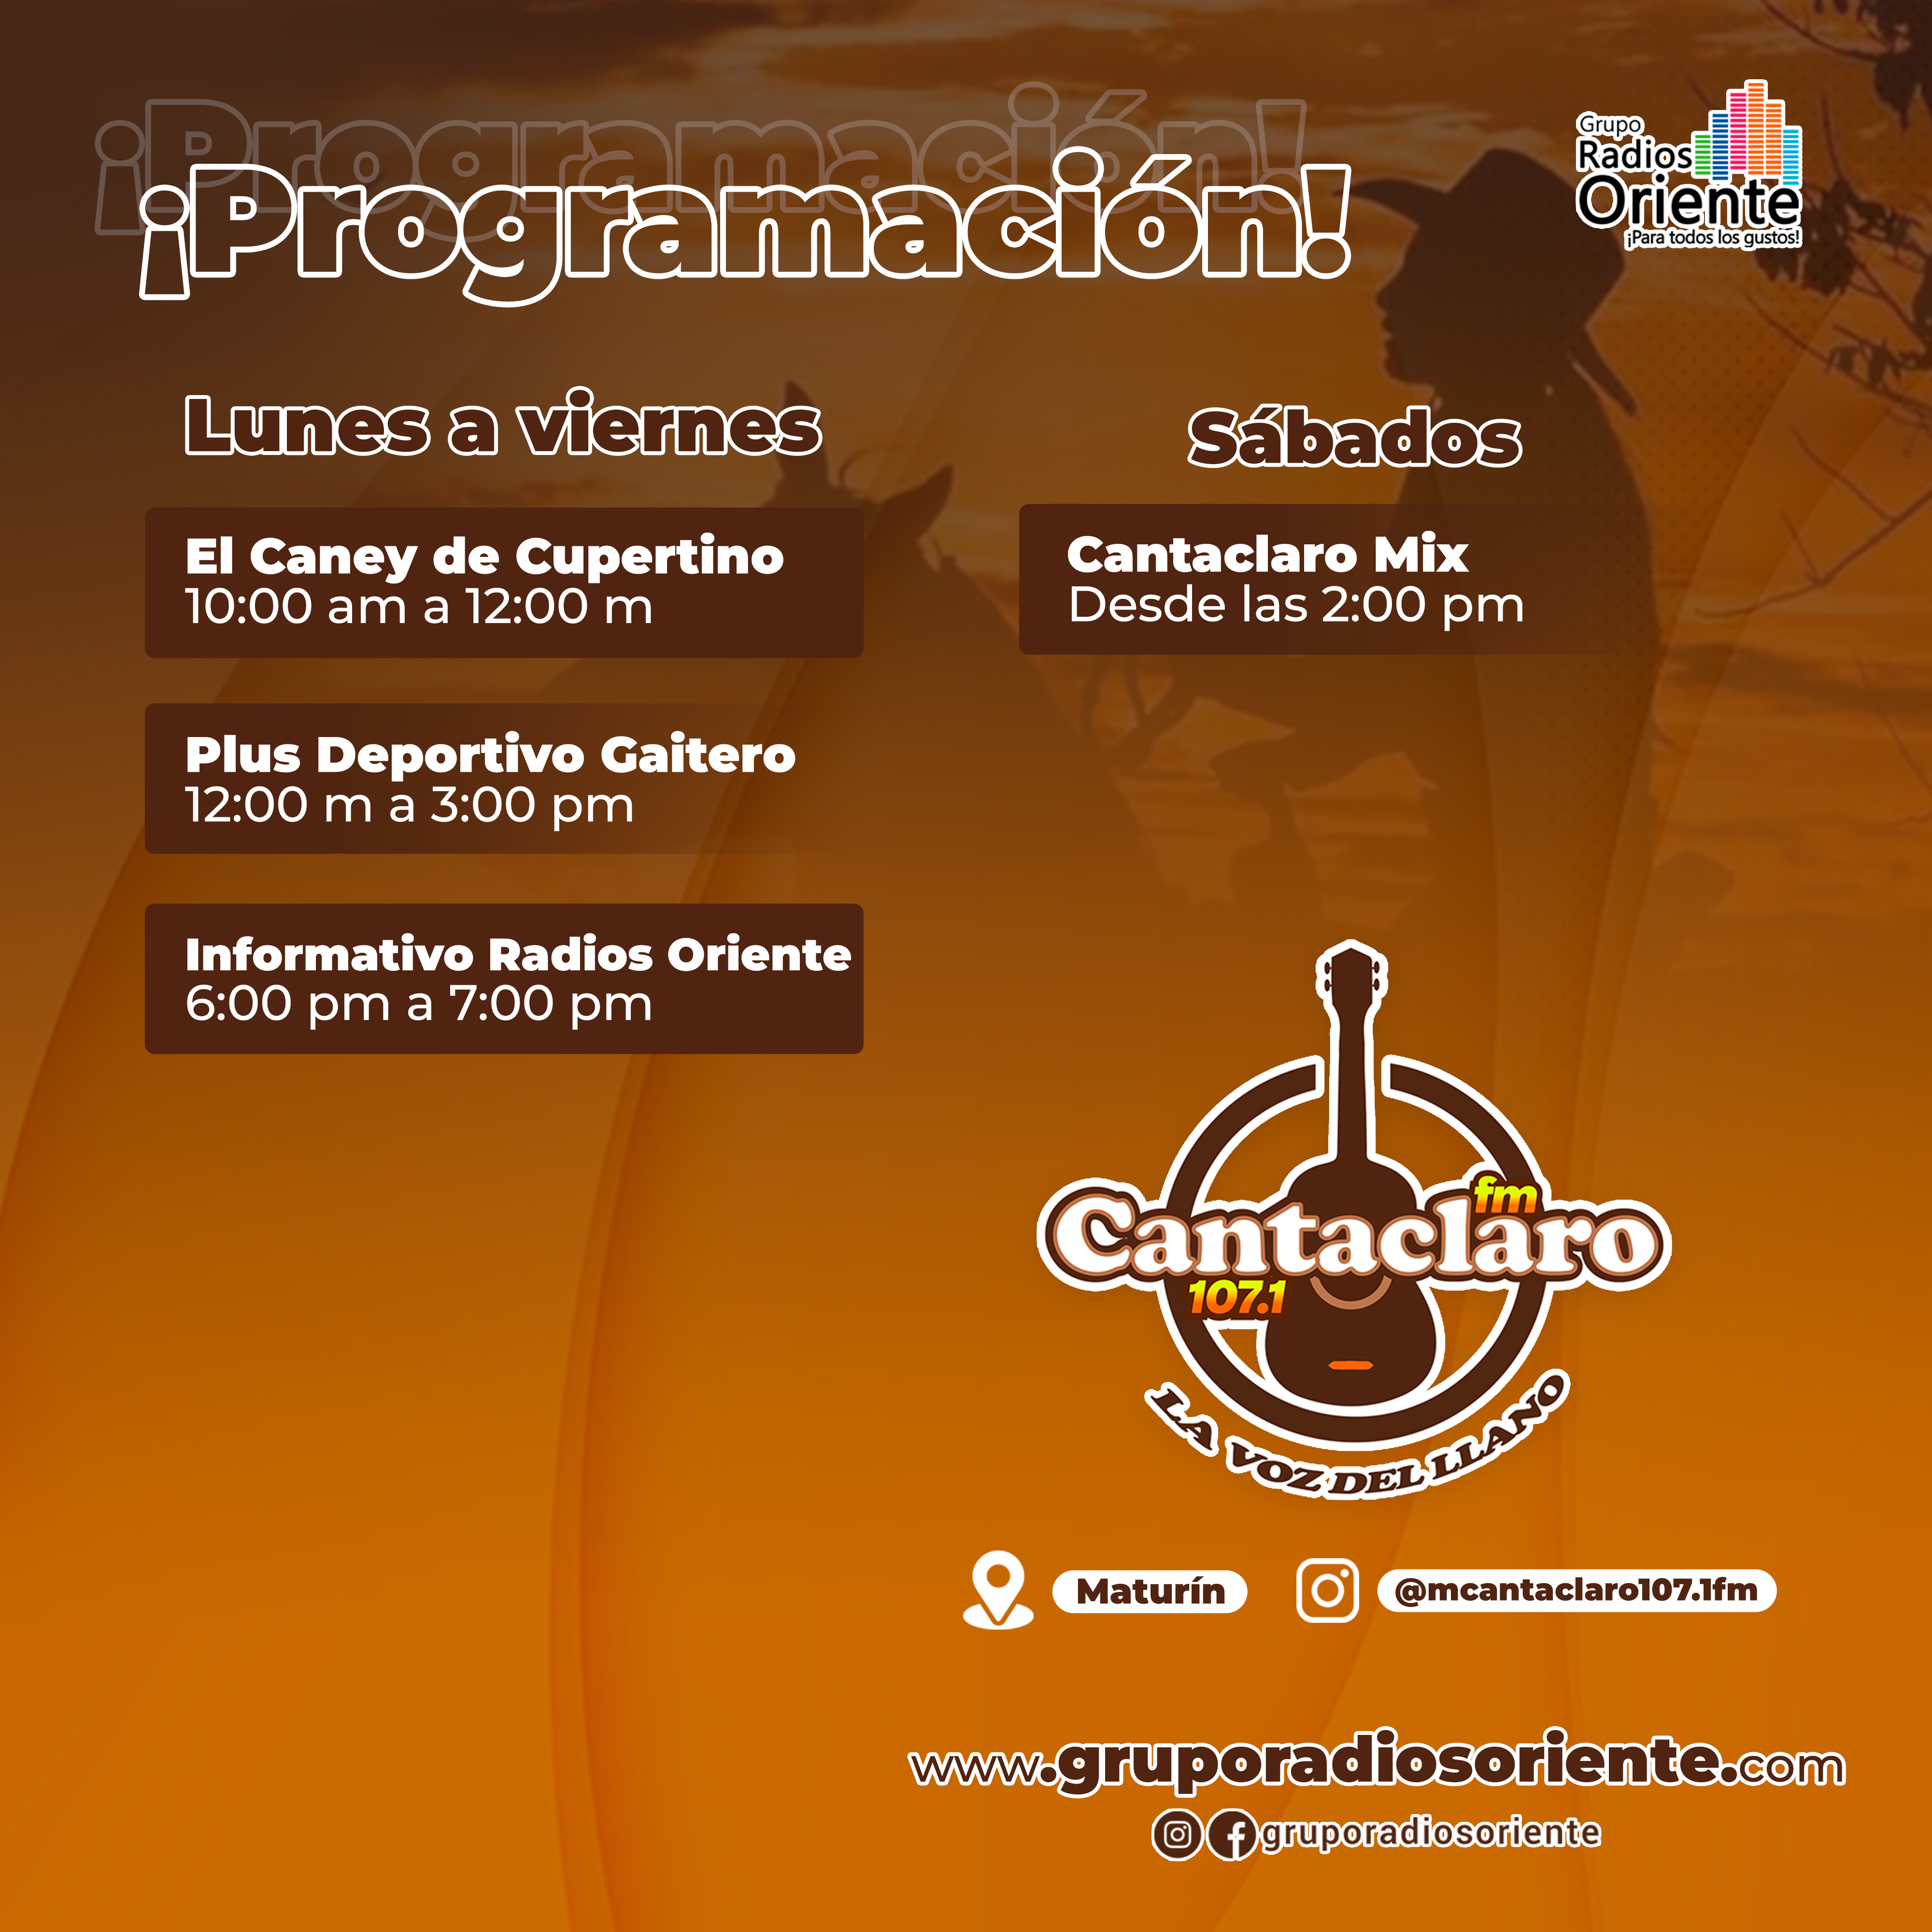 ¡Programación!
¡Programación!
Grupo
Radios
Oriente
¡Para todos los gustos!
Lunes a viernes
El Caney de Cupertino
10:00 am a 12:00 m
Plus Deportivo Gaitero
12:00 m a 3:00 pm
Informativo Radios Oriente
6:00 pm a 7:00 pm
Sábados
Cantaclaro Mix
Desde las 2:00 pm
fm
Cantaclaro
107.1
LA VOZ DEL LLANO
Maturín
@mcantaclaro107.1fm
www.gruporadiosoriente.com
gruporadiosoriente